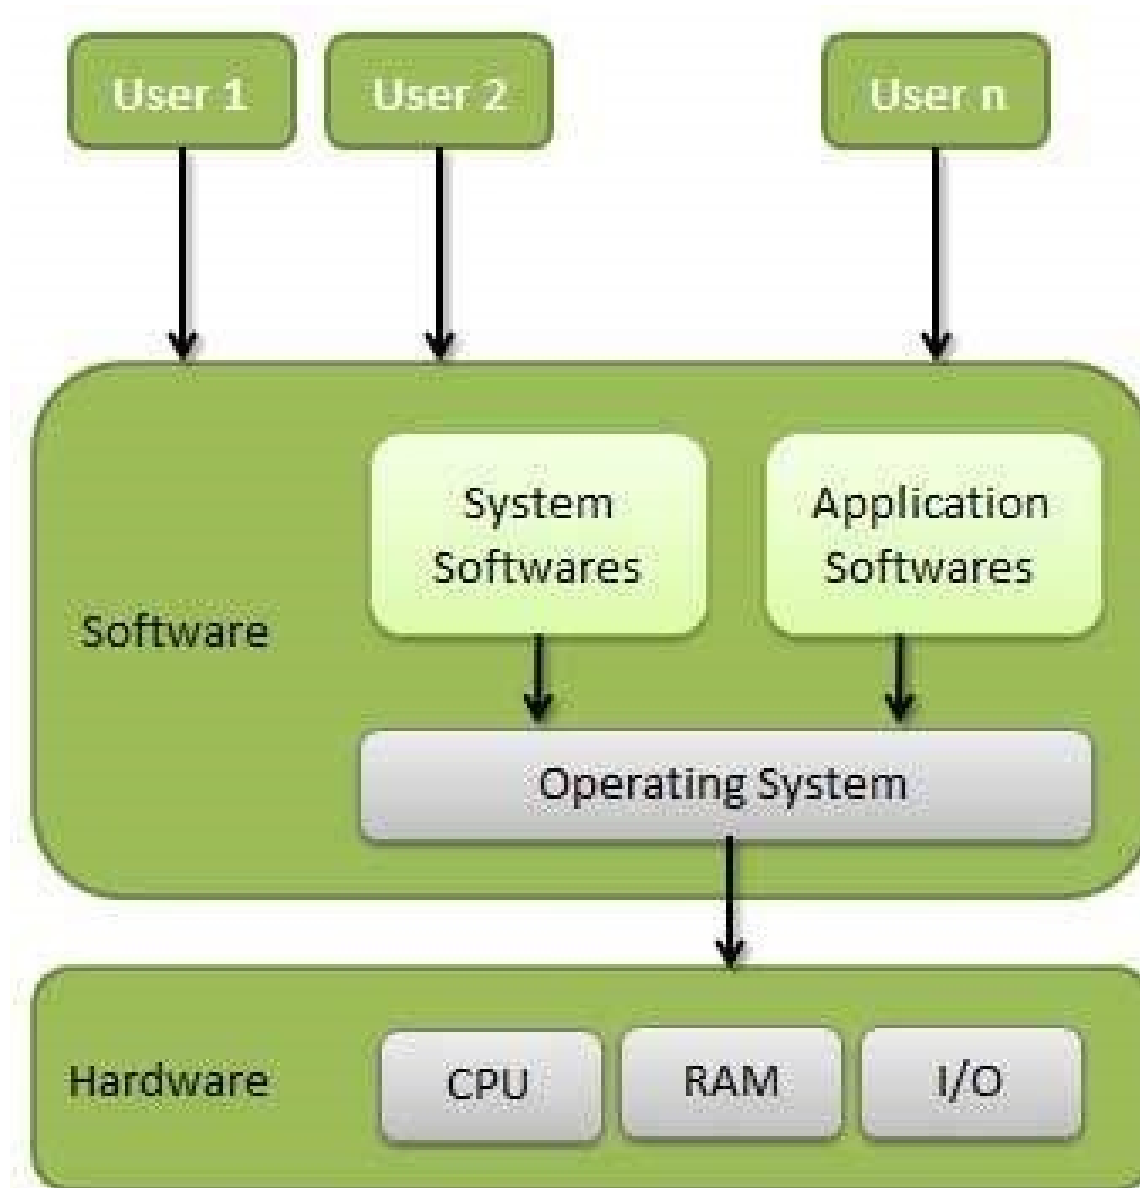 User 1
User 2
User n
System
Softwares
Application
Softwares
Software
Operating System
Hardware
CPU
RAM
I/O